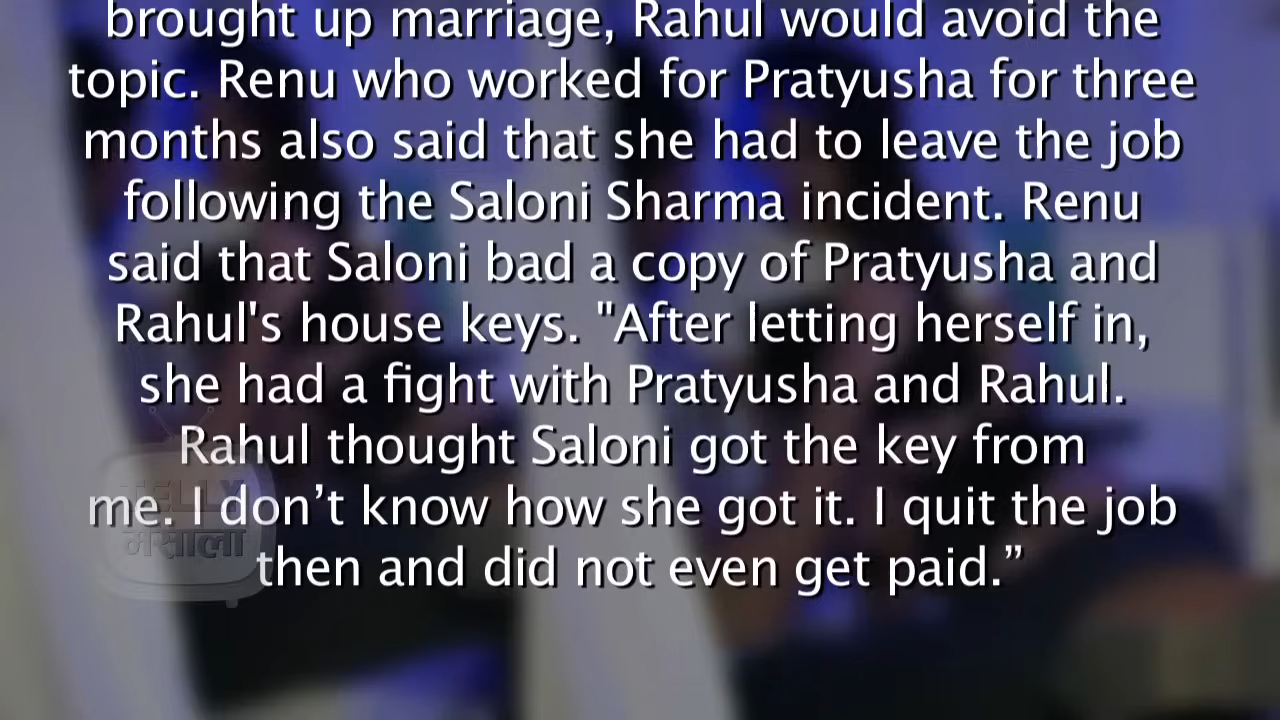 brought up marriage, Rahul would avoid the
topic. Renu who worked for Pratyusha for three
months also said that she had to leave the job
following the Saloni Sharma incident. Renu
said that Saloni bad a copy of Pratyusha and
Rahul's house keys. "After letting herself in,
she had a fight with Pratyusha and Rahul.
Rahul thought Saloni got the key from
me. I don’t know how she got it. I quit the job
then and did not even get paid.”
TELLY
मसाला